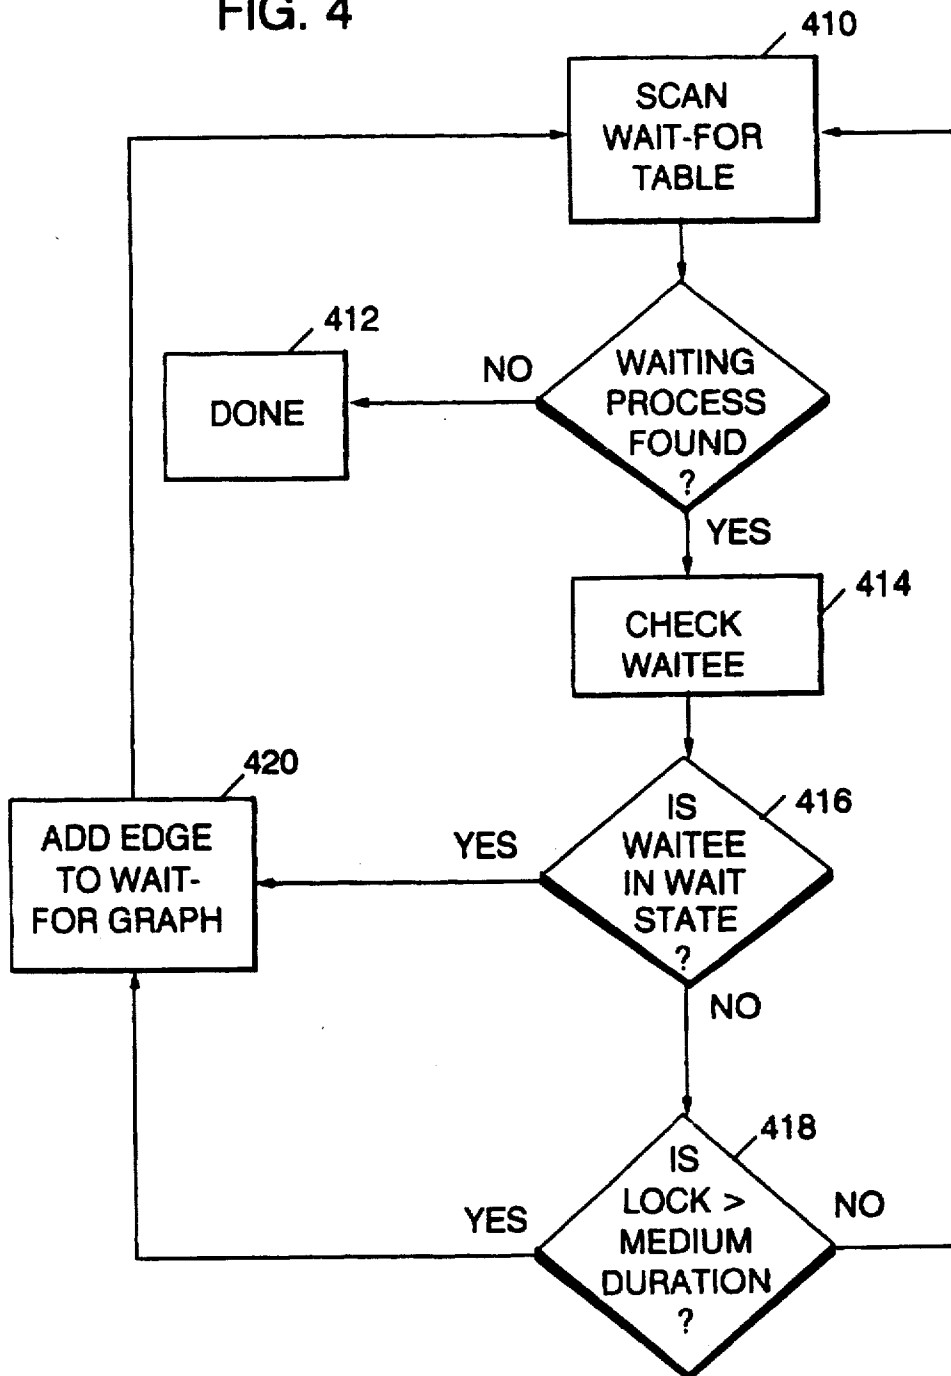 FIG. 4
410
SCAN
WAIT-FOR
TABLE
412
DONE
NO
WAITING
PROCESS
FOUND
?
YES
414
CHECK
WAITEE
420
ADD EDGE
TO WAIT-
FOR GRAPH
YES
416
IS
WAITEE
IN WAIT
STATE
?
NO
418
IS
LOCK >
MEDIUM
DURATION
?
YES
NO